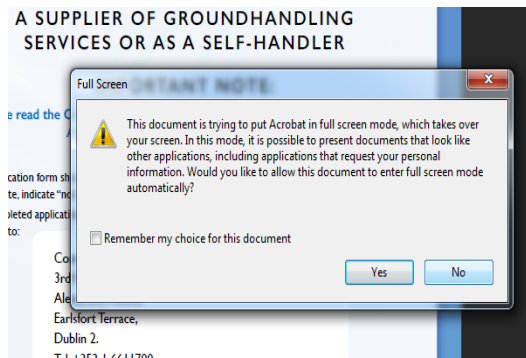 A SUPPLIER OF GROUNDHANDLING
SERVICES OR AS A SELF-HANDLER
Full Screen
IMPORTANT NOTE:
e read the C
This document is trying to put Acrobat in full screen mode, which takes over
your screen. In this mode, it is possible to present documents that look like
other applications, including applications that request your personal
information. Would you like to allow this document to enter full screen mode
automatically?
cation form sh
te, indicate "no
pleted applicati
to:
Remember my choice for this document
Yes
No
Co
3rd
Ale
Earlsfort Terrace,
Dublin 2.